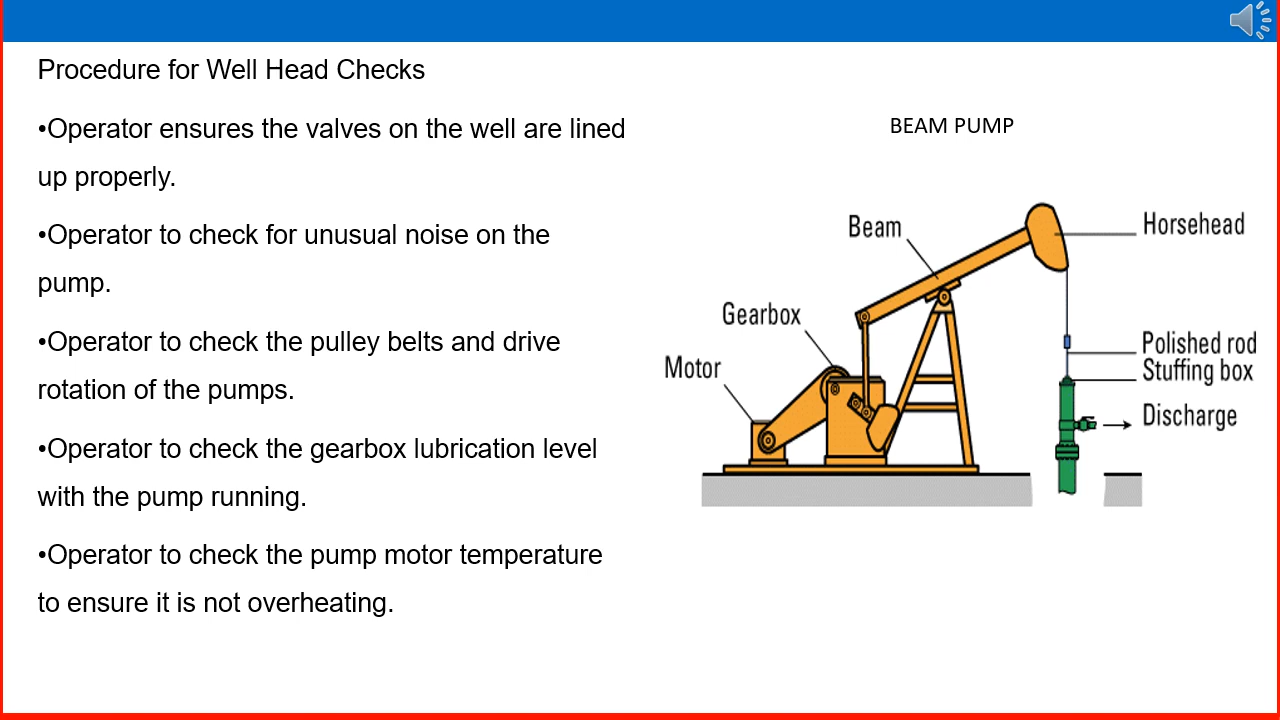 Procedure for Well Head Checks
•Operator ensures the valves on the well are lined
up properly.
•Operator to check for unusual noise on the
pump.
•Operator to check the pulley belts and drive
rotation of the pumps.
•Operator to check the gearbox lubrication level
with the pump running.
•Operator to check the pump motor temperature
to ensure it is not overheating.
BEAM PUMP
Beam
Horsehead
Gearbox
Motor
Polished rod
Stuffing box
Discharge